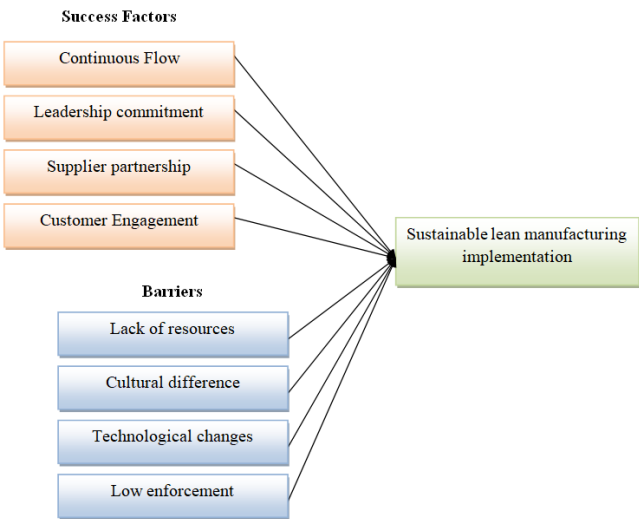 Success Factors
Continuous Flow
Leadership commitment
Supplier partnership
Customer Engagement
Sustainable lean manufacturing
implementation
Barriers
Lack of resources
Cultural difference
Technological changes
Low enforcement